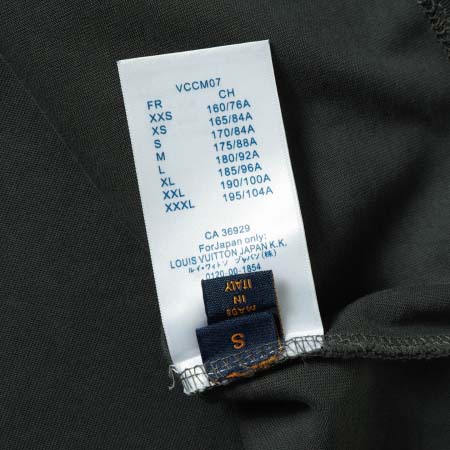 VCCM07
FR CH
XXS 160/76A
XS 165/84A
S 170/84A
M 175/88A
L 180/92A
XL 185/96A
XXL 190/100A
XXXL 195/104A
CA 36929
ForJapan only:
LOUIS VUITTON JAPAN K.K.
ルイ・ヴィトン ジャパン(株)
0120-00-1854
MADE
IN
ITALY
S